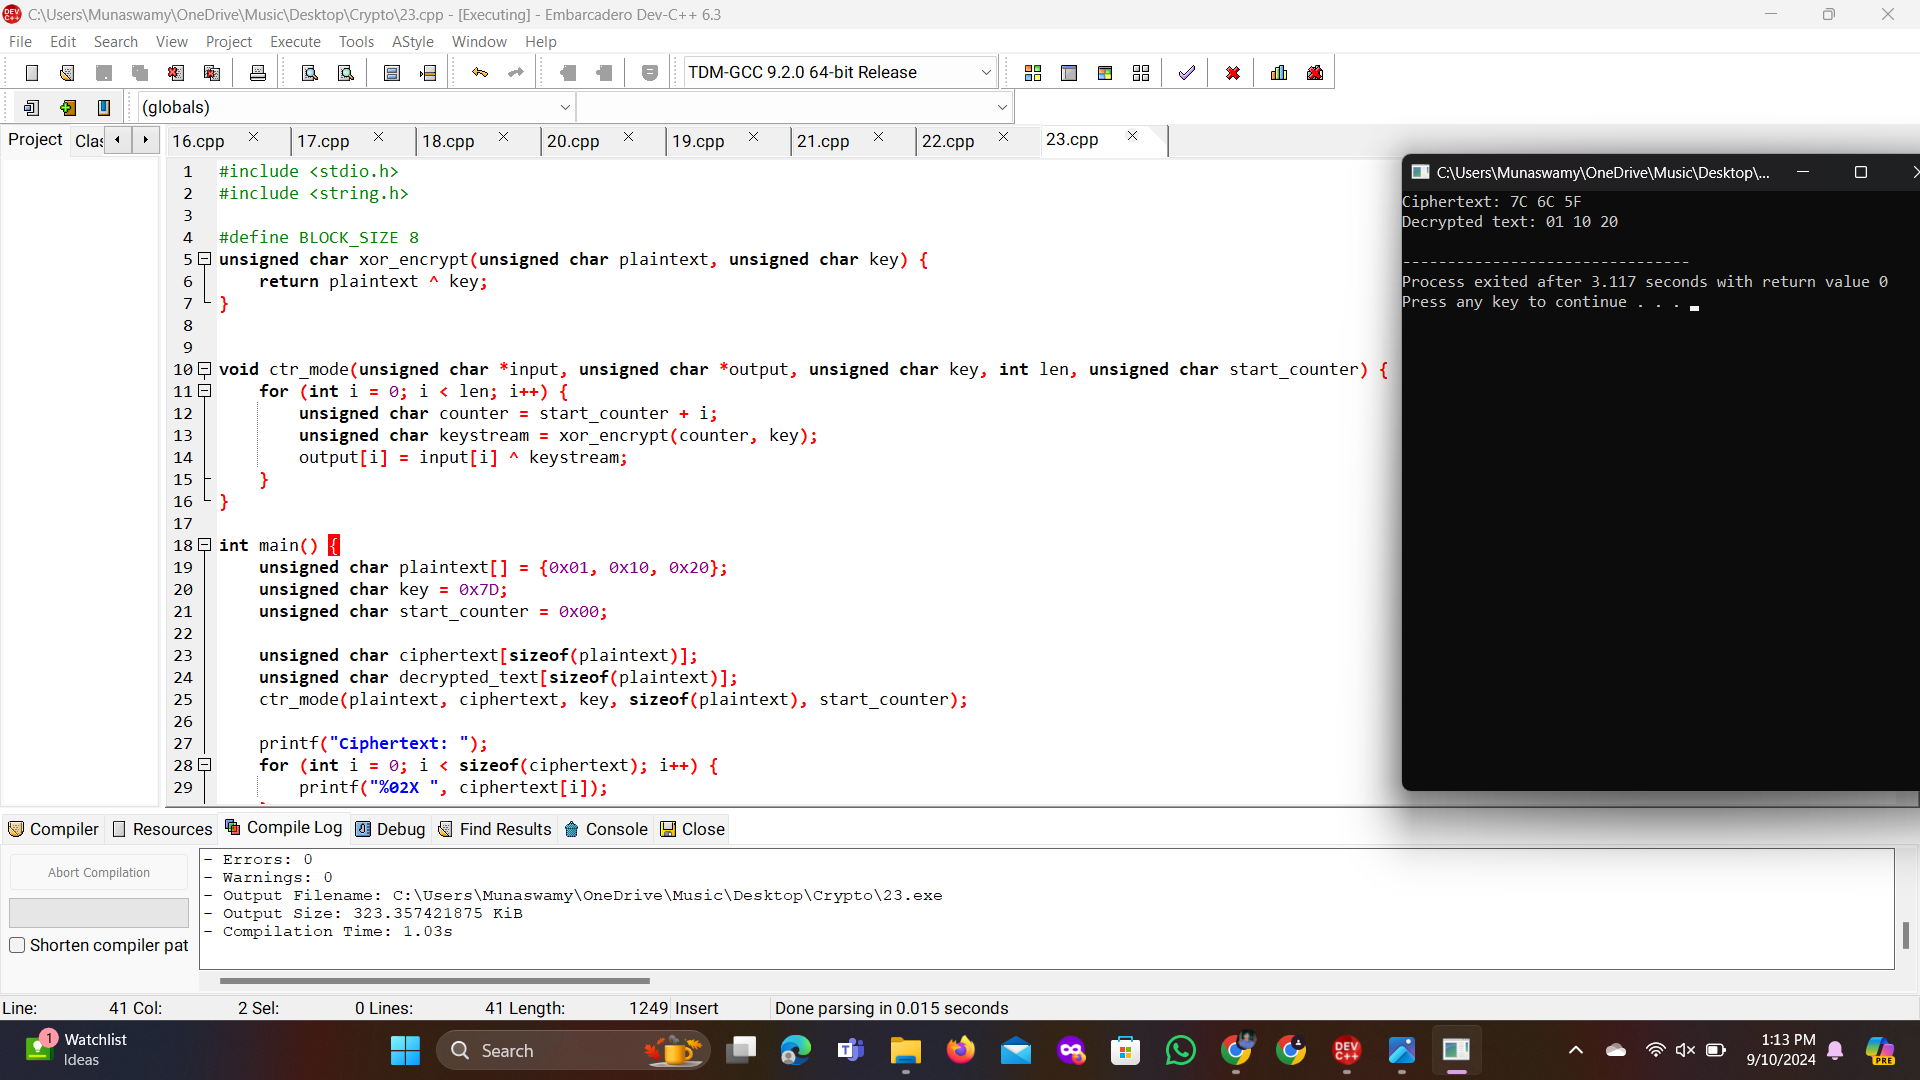 C:\Users\Munaswamy\OneDrive\Music\Desktop\Crypto\23.cpp - [Executing] - Embarcadero Dev-C++ 6.3
File Edit Search View Project Execute Tools AStyle Window Help
TDM-GCC 9.2.0 64-bit Release
(globals)
Project Clas 16.cpp 17.cpp 18.cpp 20.cpp 19.cpp 21.cpp 22.cpp 23.cpp
1 #include <stdio.h>
2 #include <string.h>
3
4 #define BLOCK_SIZE 8
5 unsigned char xor_encrypt(unsigned char plaintext, unsigned char key) {
6 return plaintext ^ key;
7 }
8
9
10 void ctr_mode(unsigned char *input, unsigned char *output, unsigned char key, int len, unsigned char start_counter) {
11 for (int i = 0; i < len; i++) {
12 unsigned char counter = start_counter + i;
13 unsigned char keystream = xor_encrypt(counter, key);
14 output[i] = input[i] ^ keystream;
15 }
16 }
17
18 int main() {
19 unsigned char plaintext[] = {0x01, 0x10, 0x20};
20 unsigned char key = 0x7D;
21 unsigned char start_counter = 0x00;
22
23 unsigned char ciphertext[sizeof(plaintext)];
24 unsigned char decrypted_text[sizeof(plaintext)];
25 ctr_mode(plaintext, ciphertext, key, sizeof(plaintext), start_counter);
26
27 printf("Ciphertext: ");
28 for (int i = 0; i < sizeof(ciphertext); i++) {
29 printf("%02X ", ciphertext[i]);
C:\Users\Munaswamy\OneDrive\Music\Desktop\...
Ciphertext: 7C 6C 5F
Decrypted text: 01 10 20
--------------------------------
Process exited after 3.117 seconds with return value 0
Press any key to continue . . .
Compiler Resources Compile Log Debug Find Results Console Close
Abort Compilation
Shorten compiler pat
- Errors: 0
- Warnings: 0
- Output Filename: C:\Users\Munaswamy\OneDrive\Music\Desktop\Crypto\23.exe
- Output Size: 323.357421875 KiB
- Compilation Time: 1.03s
Line: 41 Col: 2 Sel: 0 Lines: 41 Length: 1249 Insert Done parsing in 0.015 seconds
1
Watchlist
Ideas
Search
DEV
C++
1:13 PM
9/10/2024
PRE